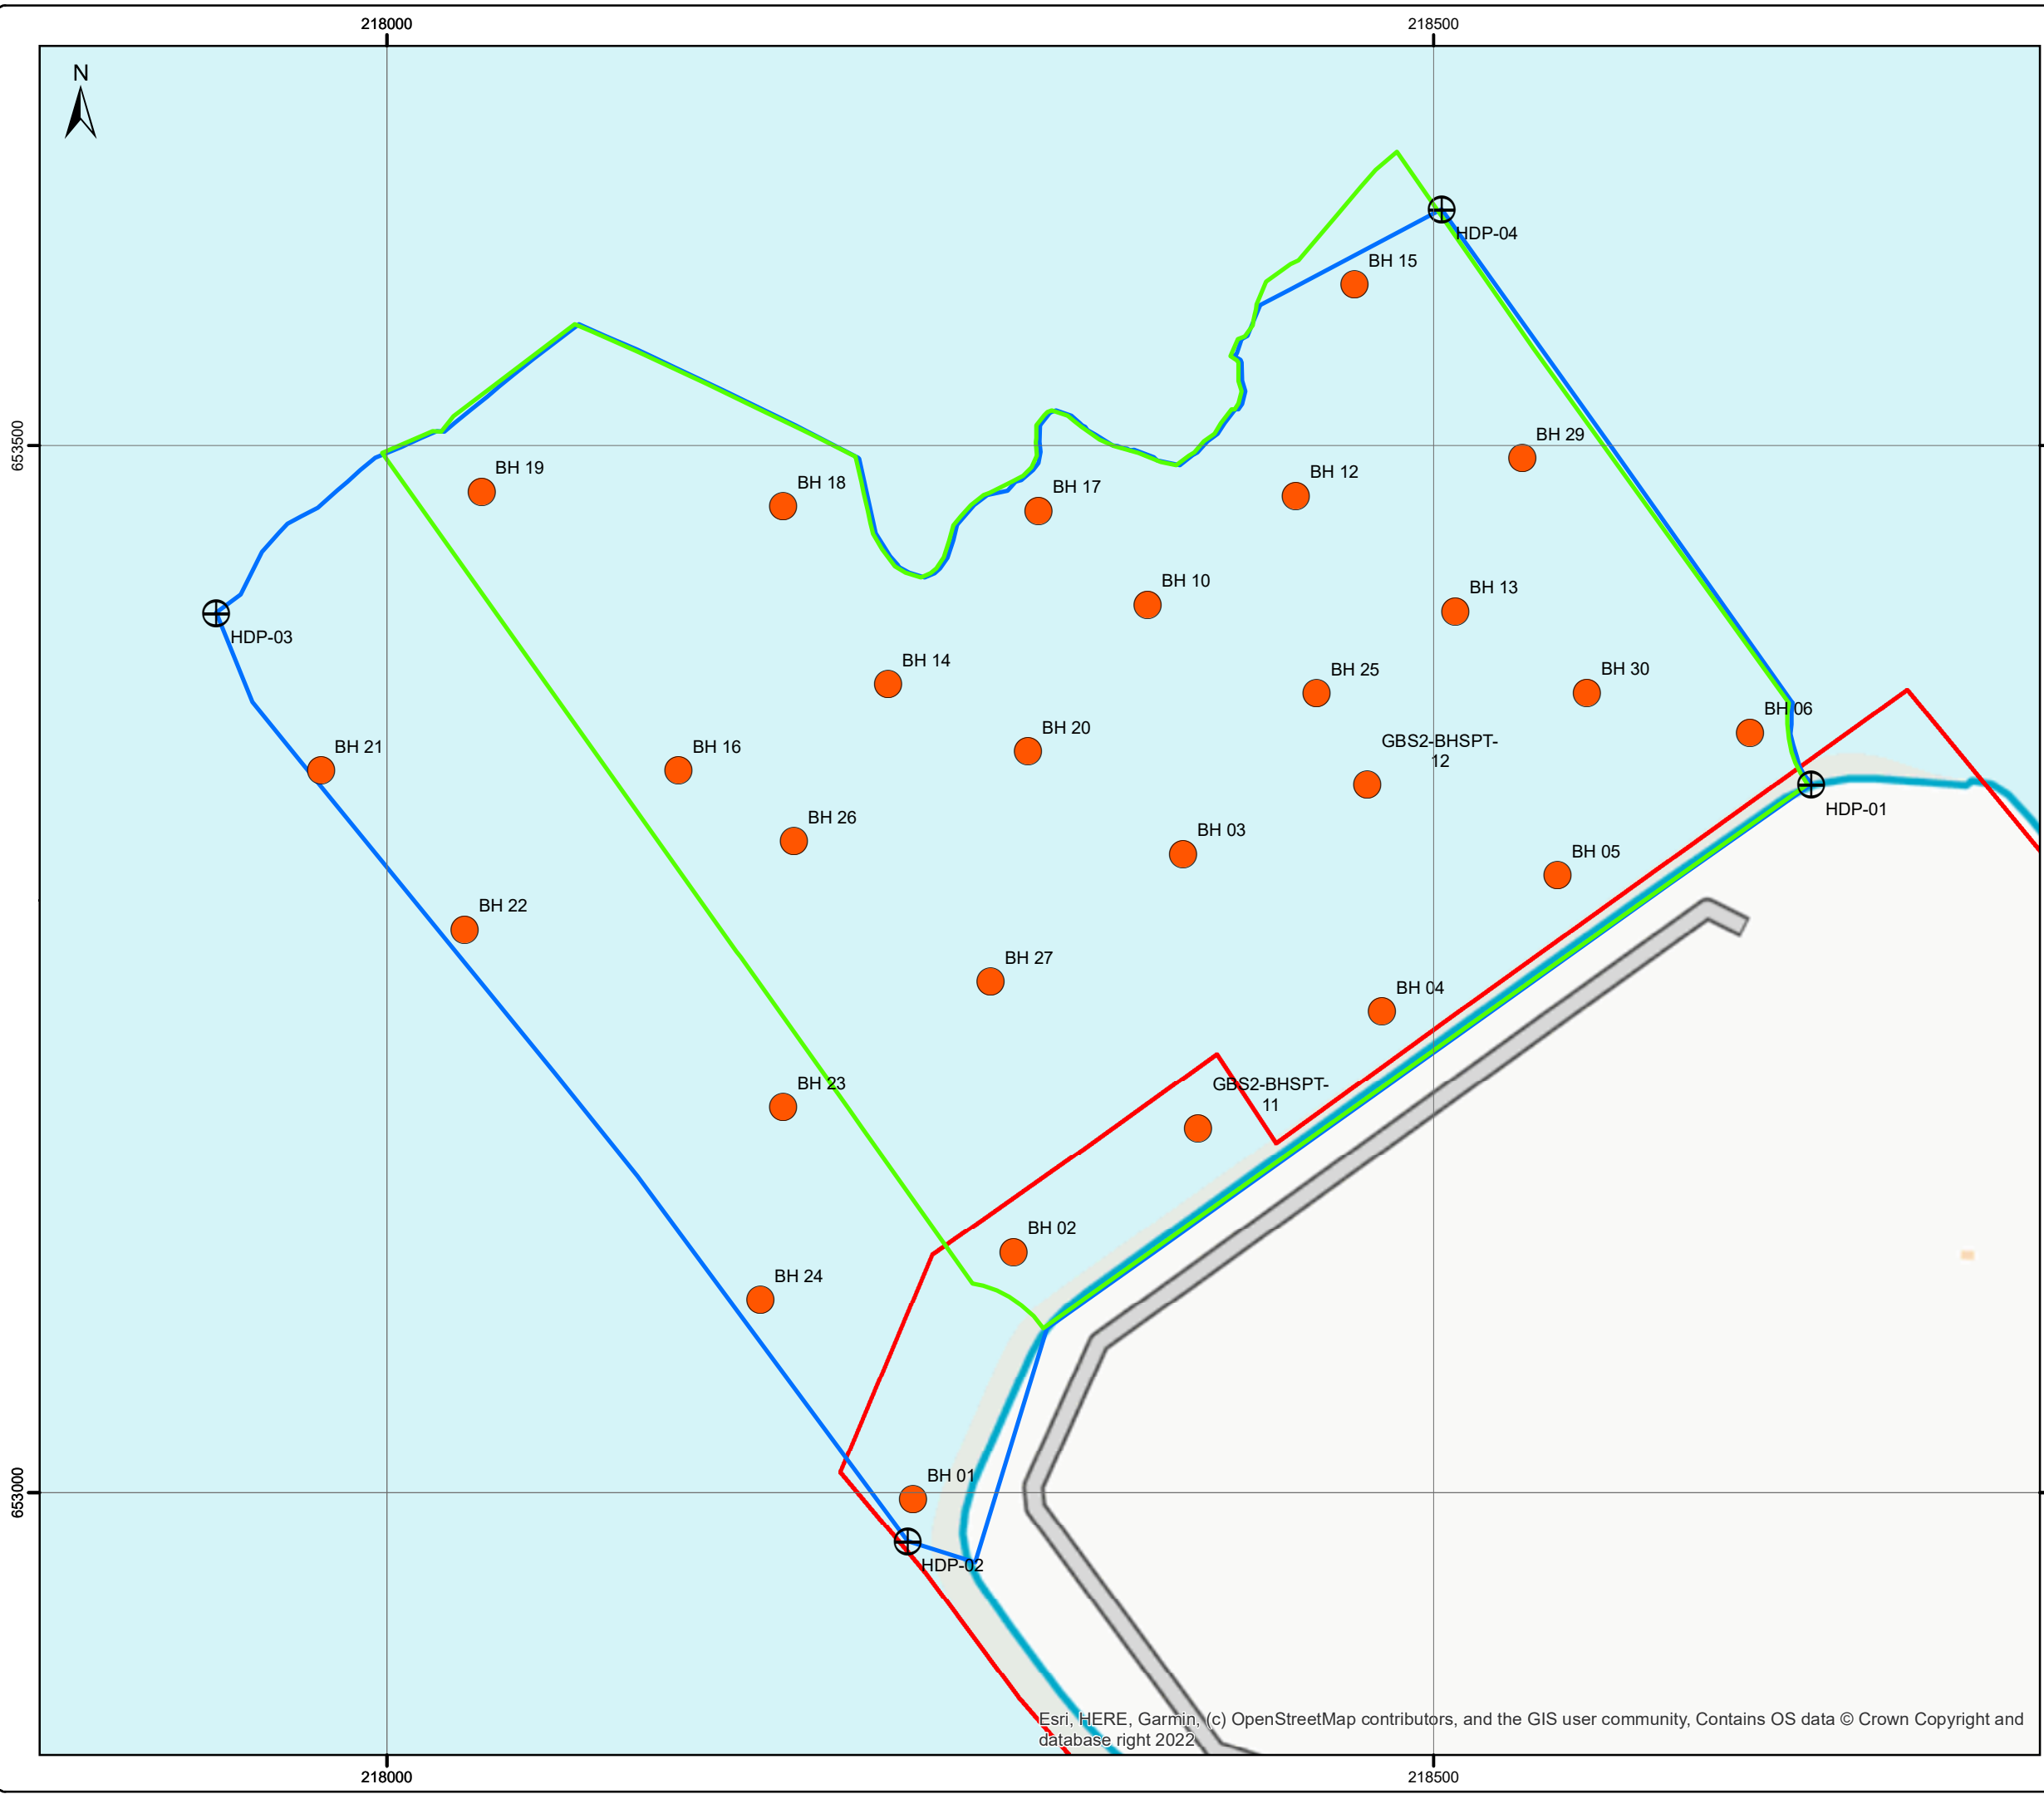 218000
218500
N
HDP-04
BH 15
653500
BH 29
BH 19
BH 12
BH 18
BH 17
BH 10
BH 13
HDP-03
BH 14
BH 25
BH 30
BH 06
BH 20
GBS2-BHSPT-
12
BH 21
BH 16
HDP-01
BH 26
BH 03
BH 05
BH 22
BH 27
BH 04
BH 23
GBS2-BHSPT-
11
BH 02
BH 24
BH 01
653000
HDP-02
Esri, HERE, Garmin, (c) OpenStreetMap contributors, and the GIS user community, Contains OS data © Crown Copyright and
database right 2022
218000
218500